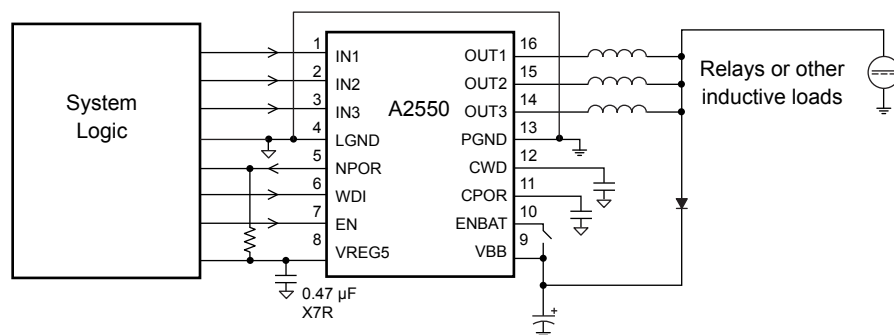 System
Logic
A2550
1
IN1
2
IN2
3
IN3
4
LGND
5
NPOR
6
WDI
7
EN
8
VREG5
16
OUT1
15
OUT2
14
OUT3
13
PGND
12
CWD
11
CPOR
10
ENBAT
9
VBB
Relays or other
inductive loads
0.47 µF
X7R
+